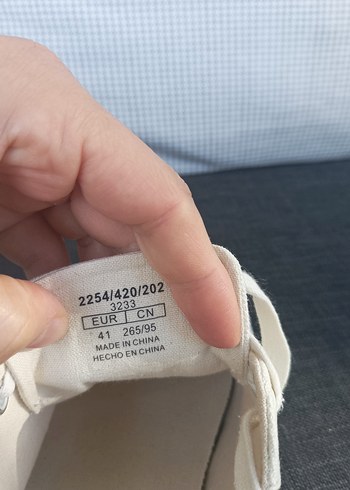 2254/420/202
3233
EUR CN
41 265/95
MADE IN CHINA
HECHO EN CHINA